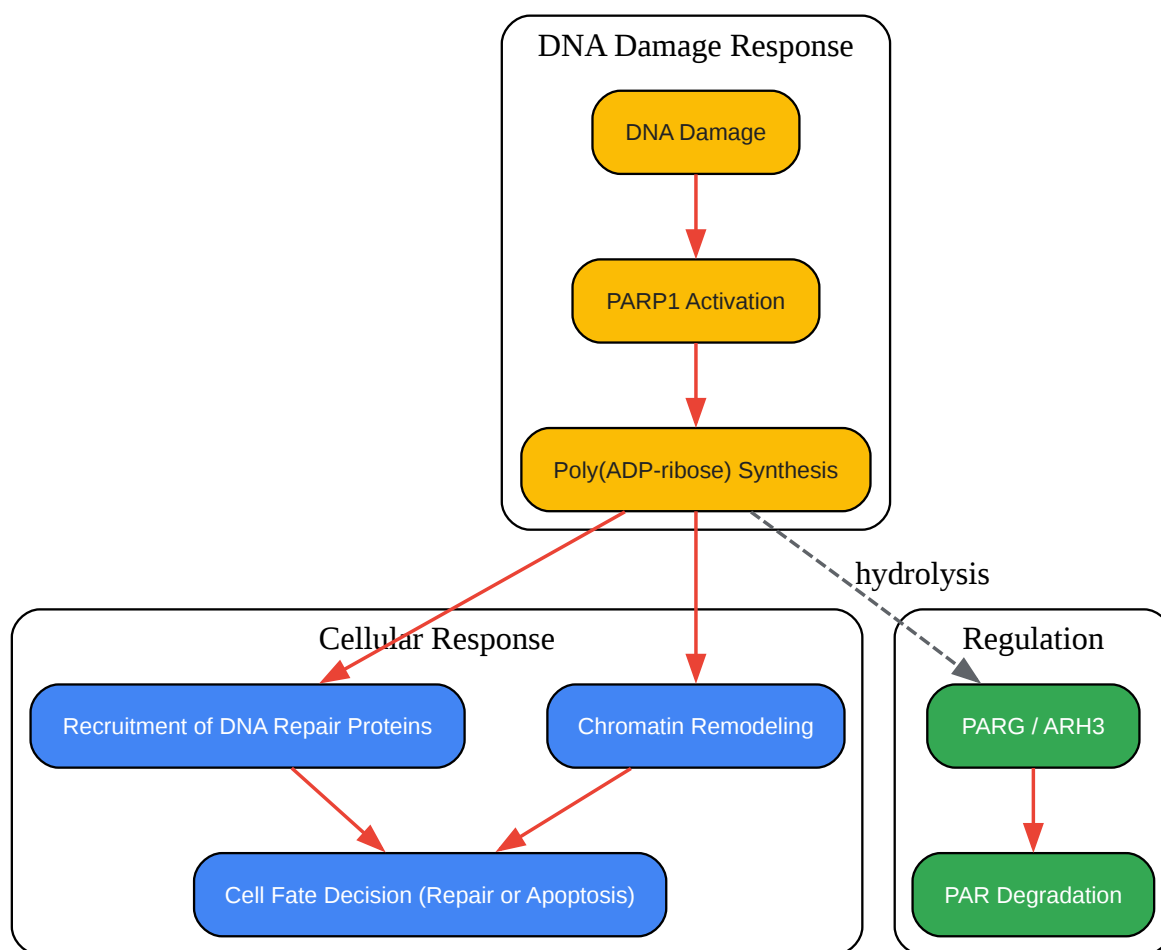 DNA Damage Response
DNA Damage
PARP1 Activation
Poly(ADP-ribose) Synthesis
hydrolysis
Cellular Response
Regulation
Recruitment of DNA Repair Proteins
Chromatin Remodeling
PARG / ARH3
Cell Fate Decision (Repair or Apoptosis)
PAR Degradation